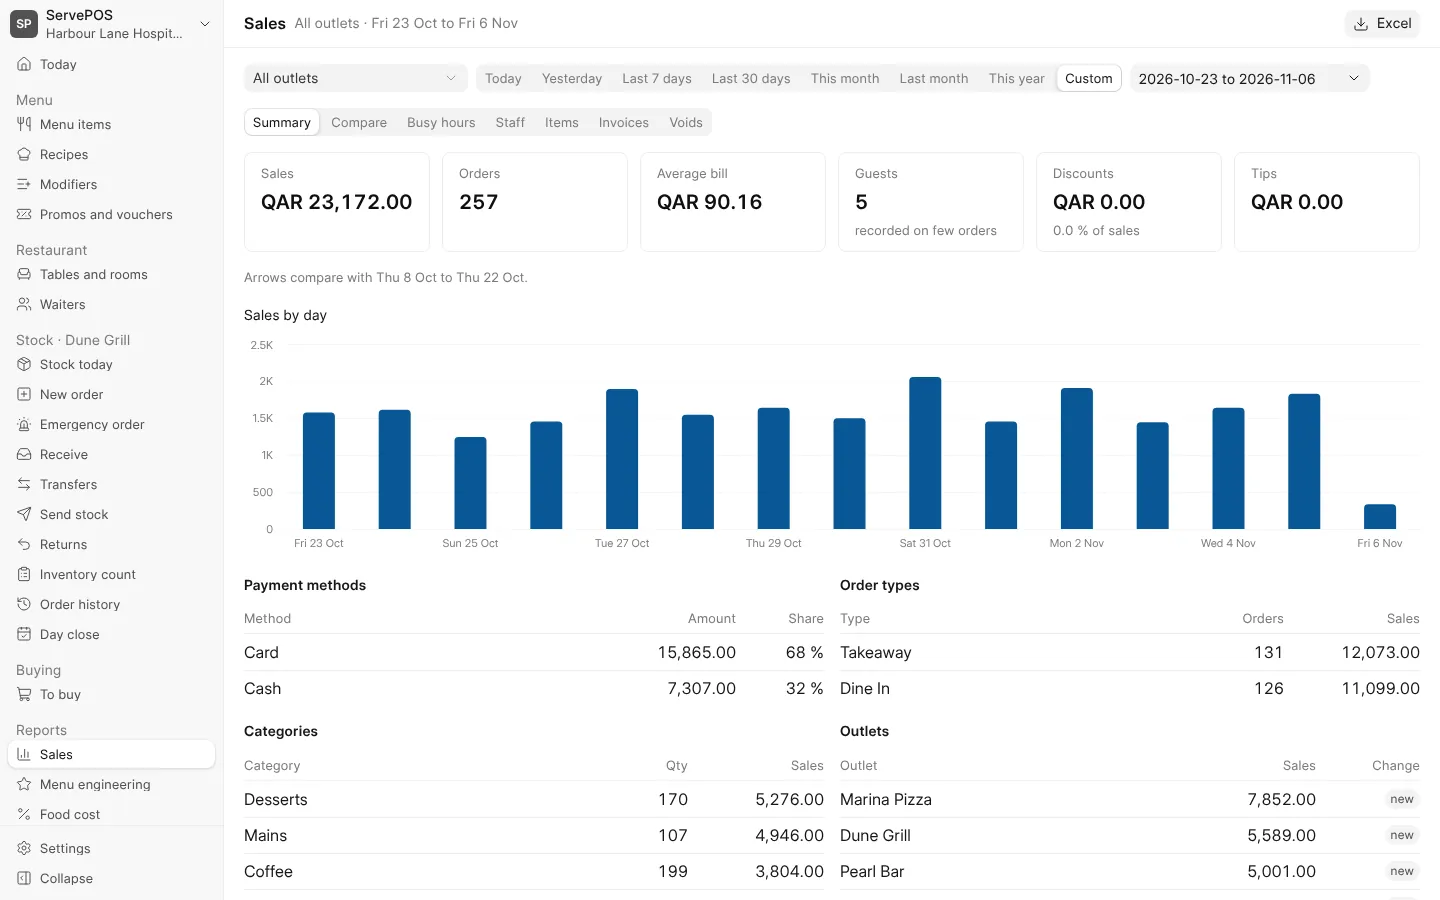 SP
ServePOS
Harbour Lane Hospit...
Today
Menu
Menu items
Recipes
Modifiers
Promos and vouchers
Restaurant
Tables and rooms
Waiters
Stock · Dune Grill
Stock today
New order
Emergency order
Receive
Transfers
Send stock
Returns
Inventory count
Order history
Day close
Buying
To buy
Reports
Sales
Menu engineering
Food cost
Settings
Collapse
Sales All outlets · Fri 23 Oct to Fri 6 Nov
Excel
All outlets
Today Yesterday Last 7 days Last 30 days This month Last month This year Custom
2026-10-23 to 2026-11-06
Summary Compare Busy hours Staff Items Invoices Voids
Sales
QAR 23,172.00
Orders
257
Average bill
QAR 90.16
Guests
5
recorded on few orders
Discounts
QAR 0.00
0.0 % of sales
Tips
QAR 0.00
Arrows compare with Thu 8 Oct to Thu 22 Oct.
Sales by day
2.5K
2K
1.5K
1K
500
0
Fri 23 Oct Sun 25 Oct Tue 27 Oct Thu 29 Oct Sat 31 Oct Mon 2 Nov Wed 4 Nov Fri 6 Nov
Payment methods
Method Amount Share
Card 15,865.00 68 %
Cash 7,307.00 32 %
Order types
Type Orders Sales
Takeaway 131 12,073.00
Dine In 126 11,099.00
Categories
Category Qty Sales
Desserts 170 5,276.00
Mains 107 4,946.00
Coffee 199 3,804.00
Outlets
Outlet Sales Change
Marina Pizza 7,852.00 new
Dune Grill 5,589.00 new
Pearl Bar 5,001.00 new